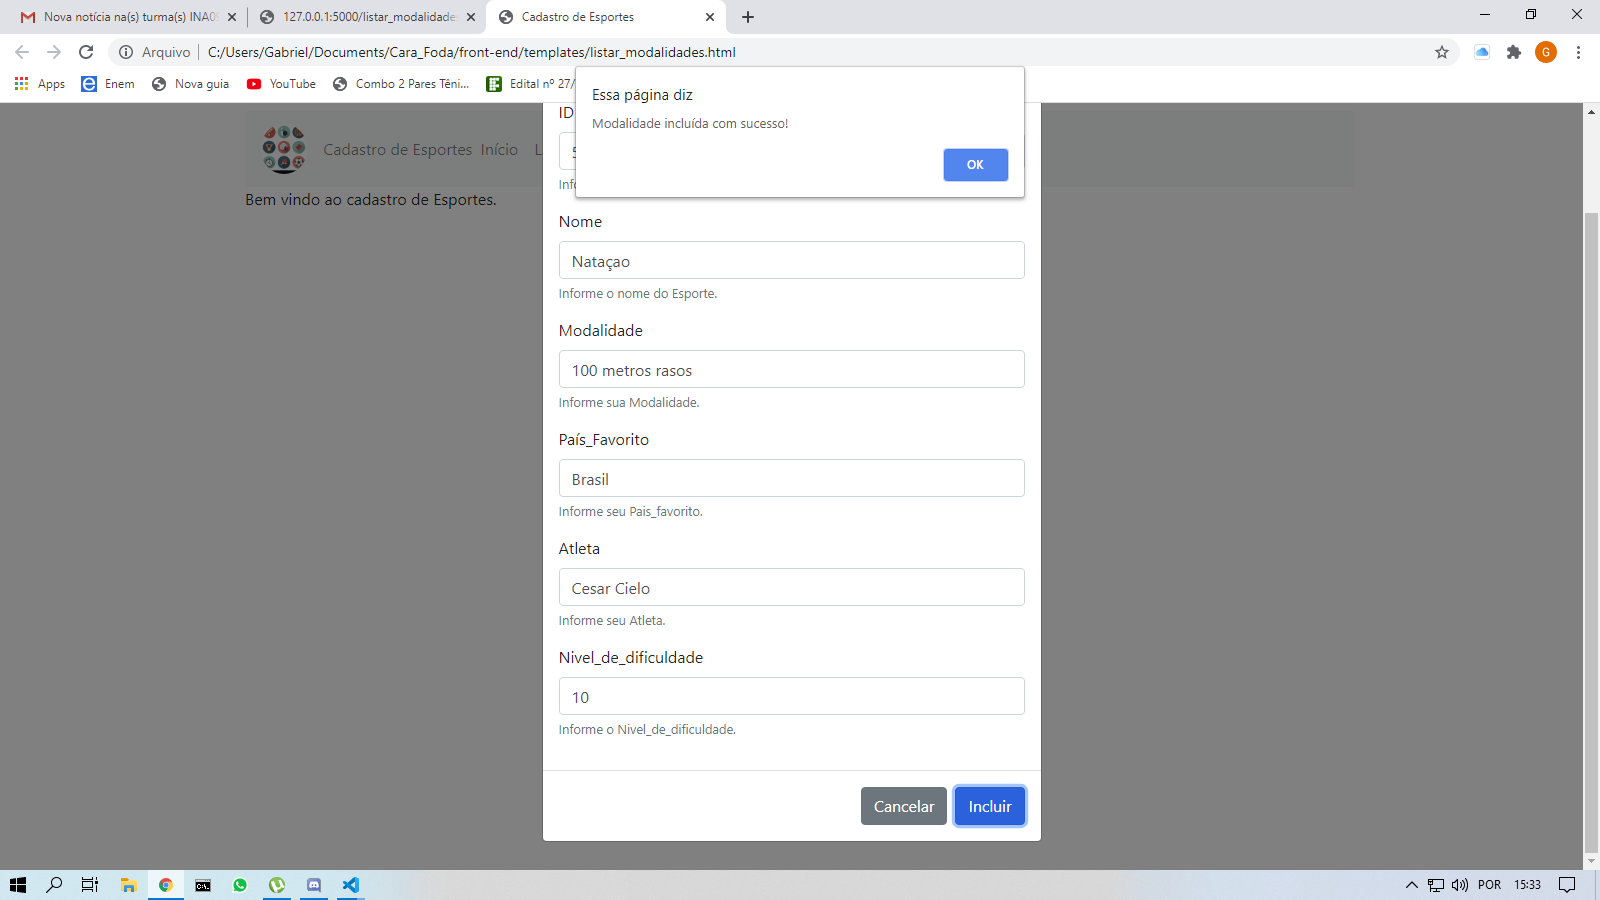 Nova notícia na(s) turma(s) INA0
127.0.0.1:5000/listar_modalidade
Cadastro de Esportes
Arquivo
C:/Users/Gabriel/Documents/Cara_Foda/front-end/templates/listar_modalidades.html
G
Apps
Enem
Nova guia
YouTube
Combo 2 Pares Têni...
Edital nº 27/
Essa página diz
Modalidade incluída com sucesso!
OK
Cadastro de Esportes Início L
Bem vindo ao cadastro de Esportes.
ID
5
Info
Nome
Nataçao
Informe o nome do Esporte.
Modalidade
100 metros rasos
Informe sua Modalidade.
País_Favorito
Brasil
Informe seu Pais_favorito.
Atleta
Cesar Cielo
Informe seu Atleta.
Nivel_de_dificuldade
10
Informe o Nivel_de_dificuldade.
Cancelar
Incluir
POR
15:33